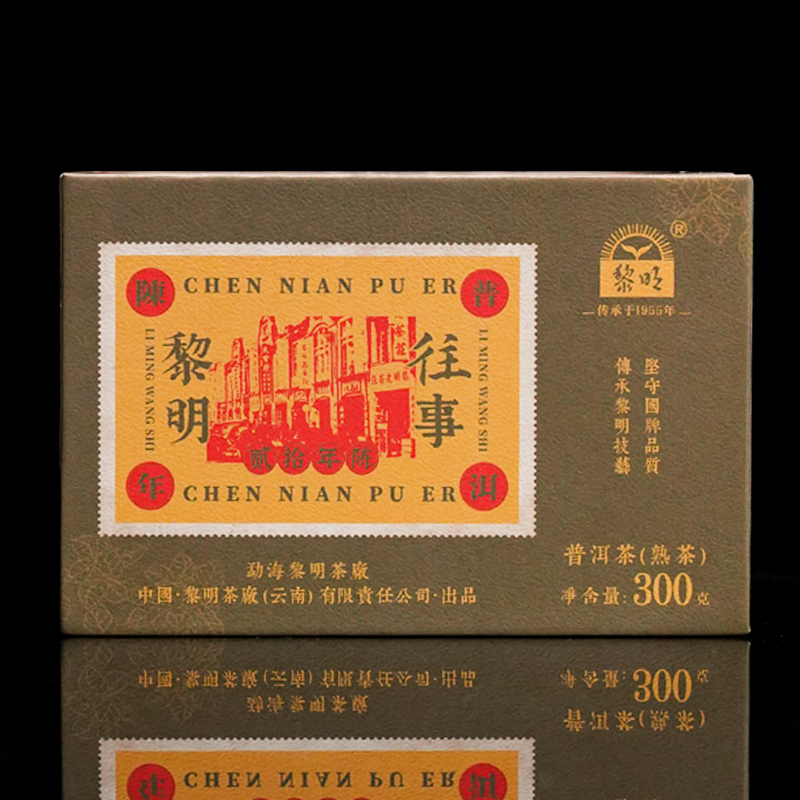 陳 CHEN NIAN PU ER 普
LI MING WANG SHI
黎明
往事
LI MING WANG SHI
贰拾年陈
年 CHEN NIAN PU ER 洱
黎明
®
传承于1955年
堅守國牌品質
傳承黎明技藝
勐海黎明茶廠
中國·黎明茶廠(云南)有限責任公司·出品
普洱茶(熟茶)
凈含量:300克